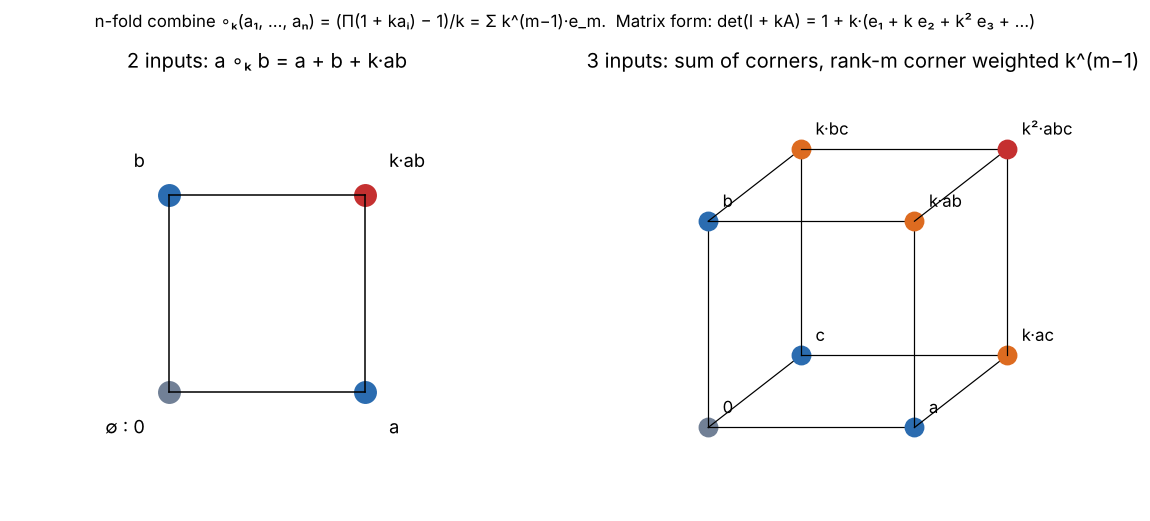 n-fold combine ∘ₖ(a₁, …, aₙ) = (Π(1 + kaᵢ) − 1)/k = Σ k^(m−1)·e_m.  Matrix form: det(I + kA) = 1 + k·(e₁ + k e₂ + k² e₃ + …)
2 inputs: a ∘ₖ b = a + b + k·ab
3 inputs: sum of corners, rank-m corner weighted k^(m−1)
b
k·ab
ø : 0
a
k·bc
k²·abc
b
k·ab
c
k·ac
0
a